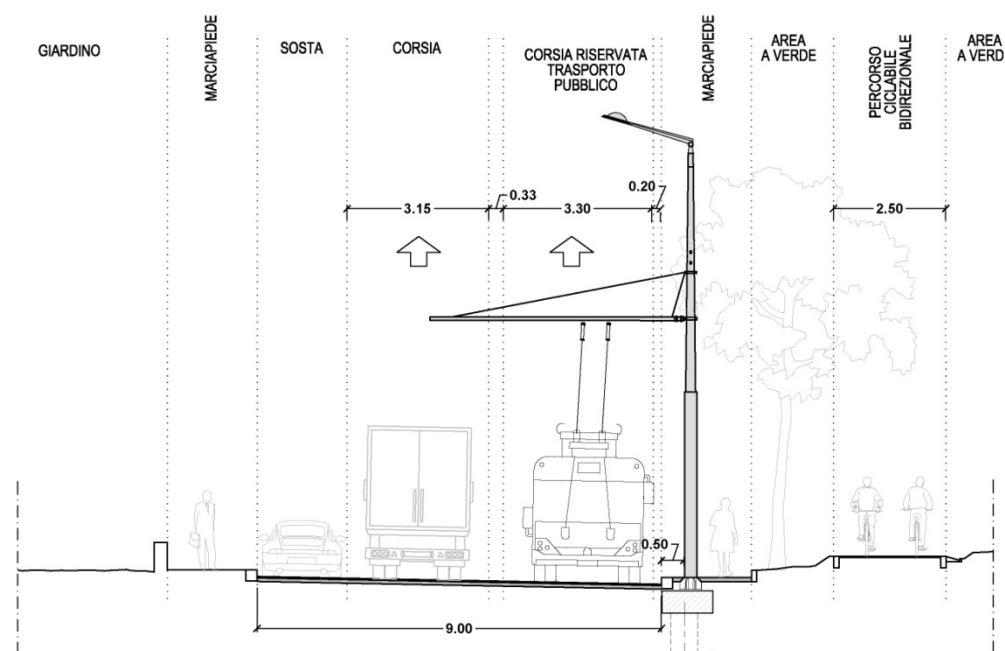 GIARDINO
MARCIAPIEDE
SOSTA
CORSIA
CORSIA RISERVATA
TRASPORTO
PUBBLICO
MARCIAPIEDE
AREA
A VERDE
PERCORSO
CICLABILE
BIDIREZIONALE
AREA
A VERD
3.15
0.33
3.30
0.20
2.50
0.50
9.00